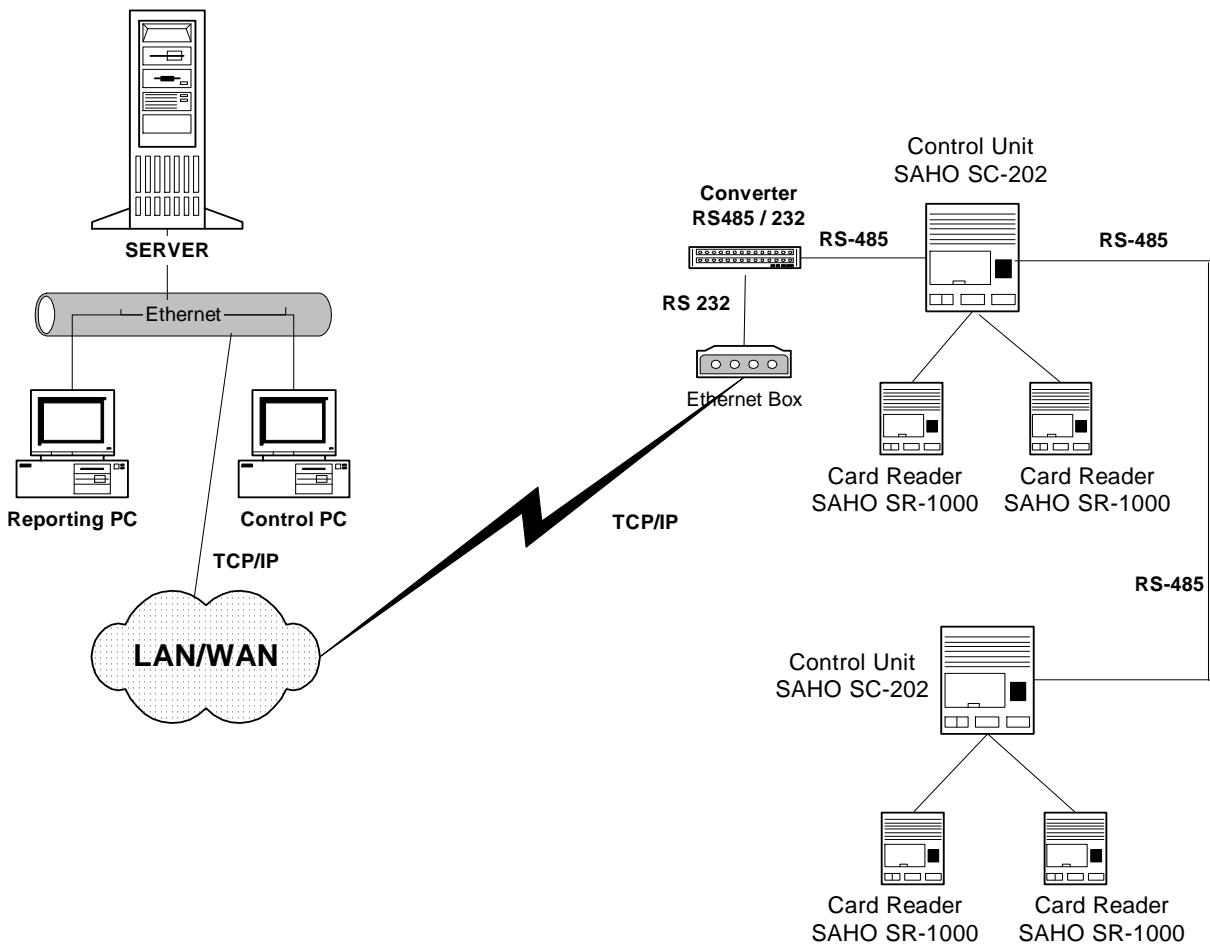 SERVER
Ethernet
Reporting PC
Control PC
TCP/IP
LAN/WAN
TCP/IP
Converter
RS485 / 232
RS 232
Ethernet Box
RS-485
Control Unit
SAHO SC-202
RS-485
Card Reader
SAHO SR-1000
Card Reader
SAHO SR-1000
RS-485
Control Unit
SAHO SC-202
Card Reader
SAHO SR-1000
Card Reader
SAHO SR-1000